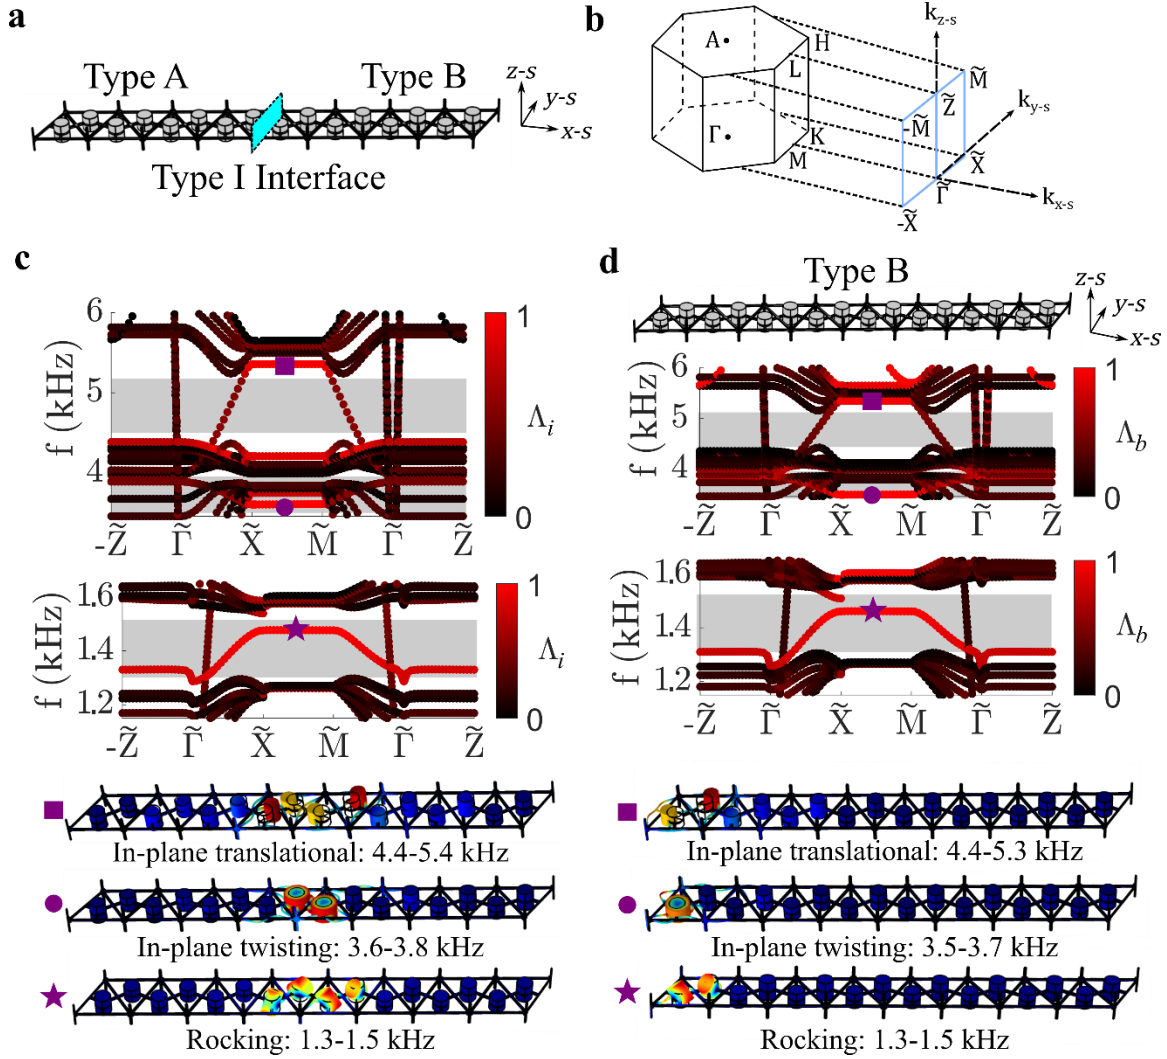 a
Type A
Type B
z-s
y-s
x-s
Type I Interface
b
k_z-s
A
H
L
M̃
Z̃
k_y-s
-M̃
Γ
K
X̃
M
Γ̃
k_x-s
-X̃
c
6
5
4
f (kHz)
1
Λ_i
0
-Z̃ Γ̃ X̃ M̃ Γ̃ Z̃
1.6
1.4
1.2
f (kHz)
1
Λ_i
0
-Z̃ Γ̃ X̃ M̃ Γ̃ Z̃
In-plane translational: 4.4-5.4 kHz
In-plane twisting: 3.6-3.8 kHz
Rocking: 1.3-1.5 kHz
d
Type B
z-s
y-s
x-s
6
5
4
f (kHz)
1
Λ_b
0
-Z̃ Γ̃ X̃ M̃ Γ̃ Z̃
1.6
1.4
1.2
f (kHz)
1
Λ_b
0
-Z̃ Γ̃ X̃ M̃ Γ̃ Z̃
In-plane translational: 4.4-5.3 kHz
In-plane twisting: 3.5-3.7 kHz
Rocking: 1.3-1.5 kHz